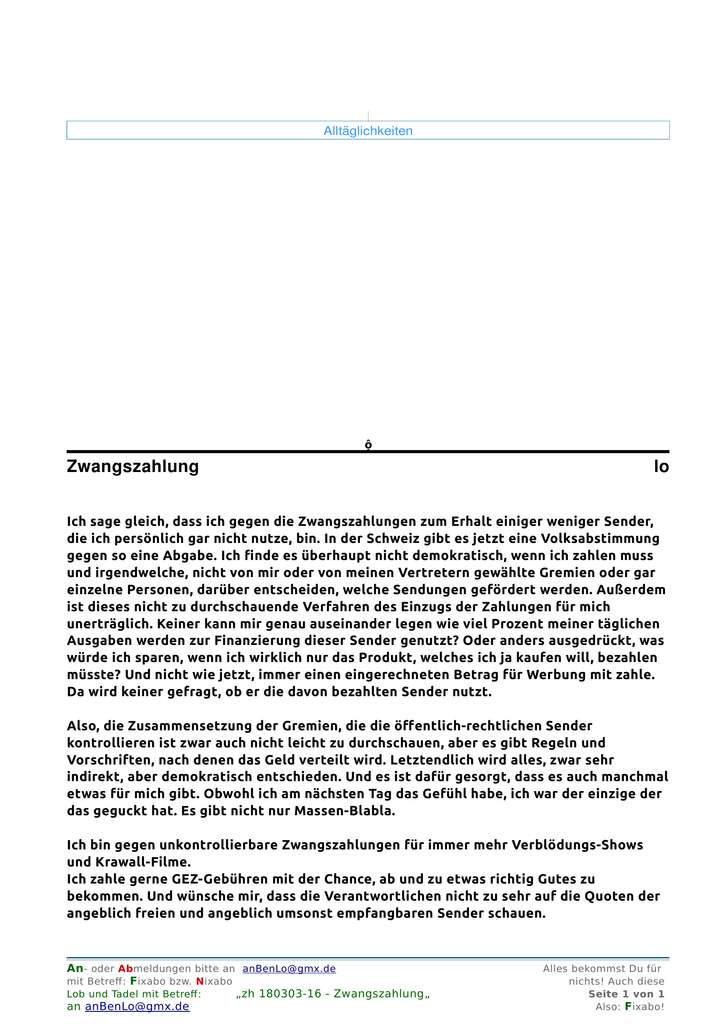 Alltäglichkeiten
ô
Zwangszahlung lo
Ich sage gleich, dass ich gegen die Zwangszahlungen zum Erhalt einiger weniger Sender,
die ich persönlich gar nicht nutze, bin. In der Schweiz gibt es jetzt eine Volksabstimmung
gegen so eine Abgabe. Ich finde es überhaupt nicht demokratisch, wenn ich zahlen muss
und irgendwelche, nicht von mir oder von meinen Vertretern gewählte Gremien oder gar
einzelne Personen, darüber entscheiden, welche Sendungen gefördert werden. Außerdem
ist dieses nicht zu durchschauende Verfahren des Einzugs der Zahlungen für mich
unerträglich. Keiner kann mir genau auseinander legen wie viel Prozent meiner täglichen
Ausgaben werden zur Finanzierung dieser Sender genutzt? Oder anders ausgedrückt, was
würde ich sparen, wenn ich wirklich nur das Produkt, welches ich ja kaufen will, bezahlen
müsste? Und nicht wie jetzt, immer einen eingerechneten Betrag für Werbung mit zahle.
Da wird keiner gefragt, ob er die davon bezahlten Sender nutzt.
Also, die Zusammensetzung der Gremien, die die öffentlich-rechtlichen Sender
kontrollieren ist zwar auch nicht leicht zu durchschauen, aber es gibt Regeln und
Vorschriften, nach denen das Geld verteilt wird. Letztendlich wird alles, zwar sehr
indirekt, aber demokratisch entschieden. Und es ist dafür gesorgt, dass es auch manchmal
etwas für mich gibt. Obwohl ich am nächsten Tag das Gefühl habe, ich war der einzige der
das geguckt hat. Es gibt nicht nur Massen-Blabla.
Ich bin gegen unkontrollierbare Zwangszahlungen für immer mehr Verblödungs-Shows
und Krawall-Filme.
Ich zahle gerne GEZ-Gebühren mit der Chance, ab und zu etwas richtig Gutes zu
bekommen. Und wünsche mir, dass die Verantwortlichen nicht zu sehr auf die Quoten der
angeblich freien und angeblich umsonst empfangbaren Sender schauen.
An- oder Abmeldungen bitte an anBenLo@gmx.de Alles bekommst Du für
mit Betreff: Fixabo bzw. Nixabo nichts! Auch diese
Lob und Tadel mit Betreff: „zh 180303-16 - Zwangszahlung„ Seite 1 von 1
an anBenLo@gmx.de Also: Fixabo!